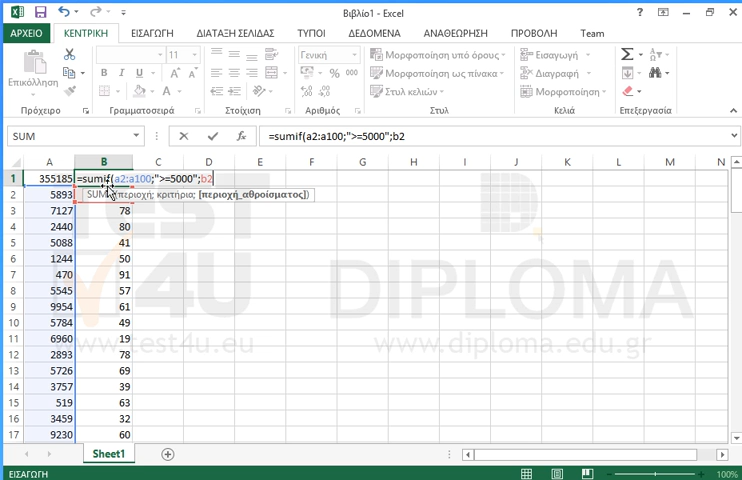 Βιβλίο1 - Excel
ΑΡΧΕΙΟ ΚΕΝΤΡΙΚΗ ΕΙΣΑΓΩΓΗ ΔΙΑΤΑΞΗ ΣΕΛΙΔΑΣ ΤΥΠΟΙ ΔΕΔΟΜΕΝΑ ΑΝΑΘΕΩΡΗΣΗ ΠΡΟΒΟΛΗ Team
11 Γενική Μορφοποίηση υπό όρους Εισαγωγή
Επικόλληση B I U A A % 000 Μορφοποίηση ως πίνακα Διαγραφή
Στυλ κελιών Μορφοποίηση
Πρόχειρο Γραμματοσειρά Στοίχιση Αριθμός Στυλ Κελιά Επεξεργασία
SUM fx =sumif(a2:a100;">=5000";b2
A B C D E F G H I J K L M N
1 355185 =sumif(a2:a100;">=5000";b2
2 5893 (περιοχή; κριτήρια; [περιοχή_αθροίσματος])
3 7127 78
4 2440 80
5 5088 41
6 1244 50
7 470 91
8 5545 57
9 9954 61
10 5784 49
11 6960 19
12 2893 78
13 5726 69
14 3757 39
15 519 63
16 3459 32
17 9230 60
TEST4U
www.test4u.eu
DIPLOMA
www.diploma.edu.gr
Sheet1
ΕΙΣΑΓΩΓΗ 100%